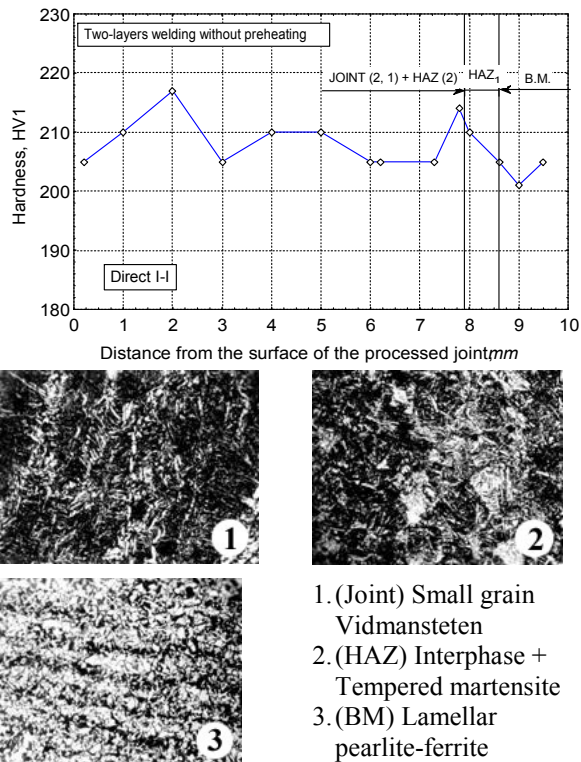 230
Two-layers welding without preheating
220
JOINT (2, 1) + HAZ (2)
HAZ1
B.M.
210
Hardness, HV1
200
190
Direct I-I
180
0 1 2 3 4 5 6 7 8 9 10
Distance from the surface of the processed joint,mm
1
2
3
1. (Joint) Small grain
Vidmansteten
2. (HAZ) Interphase +
Tempered martensite
3. (BM) Lamellar
pearlite-ferrite